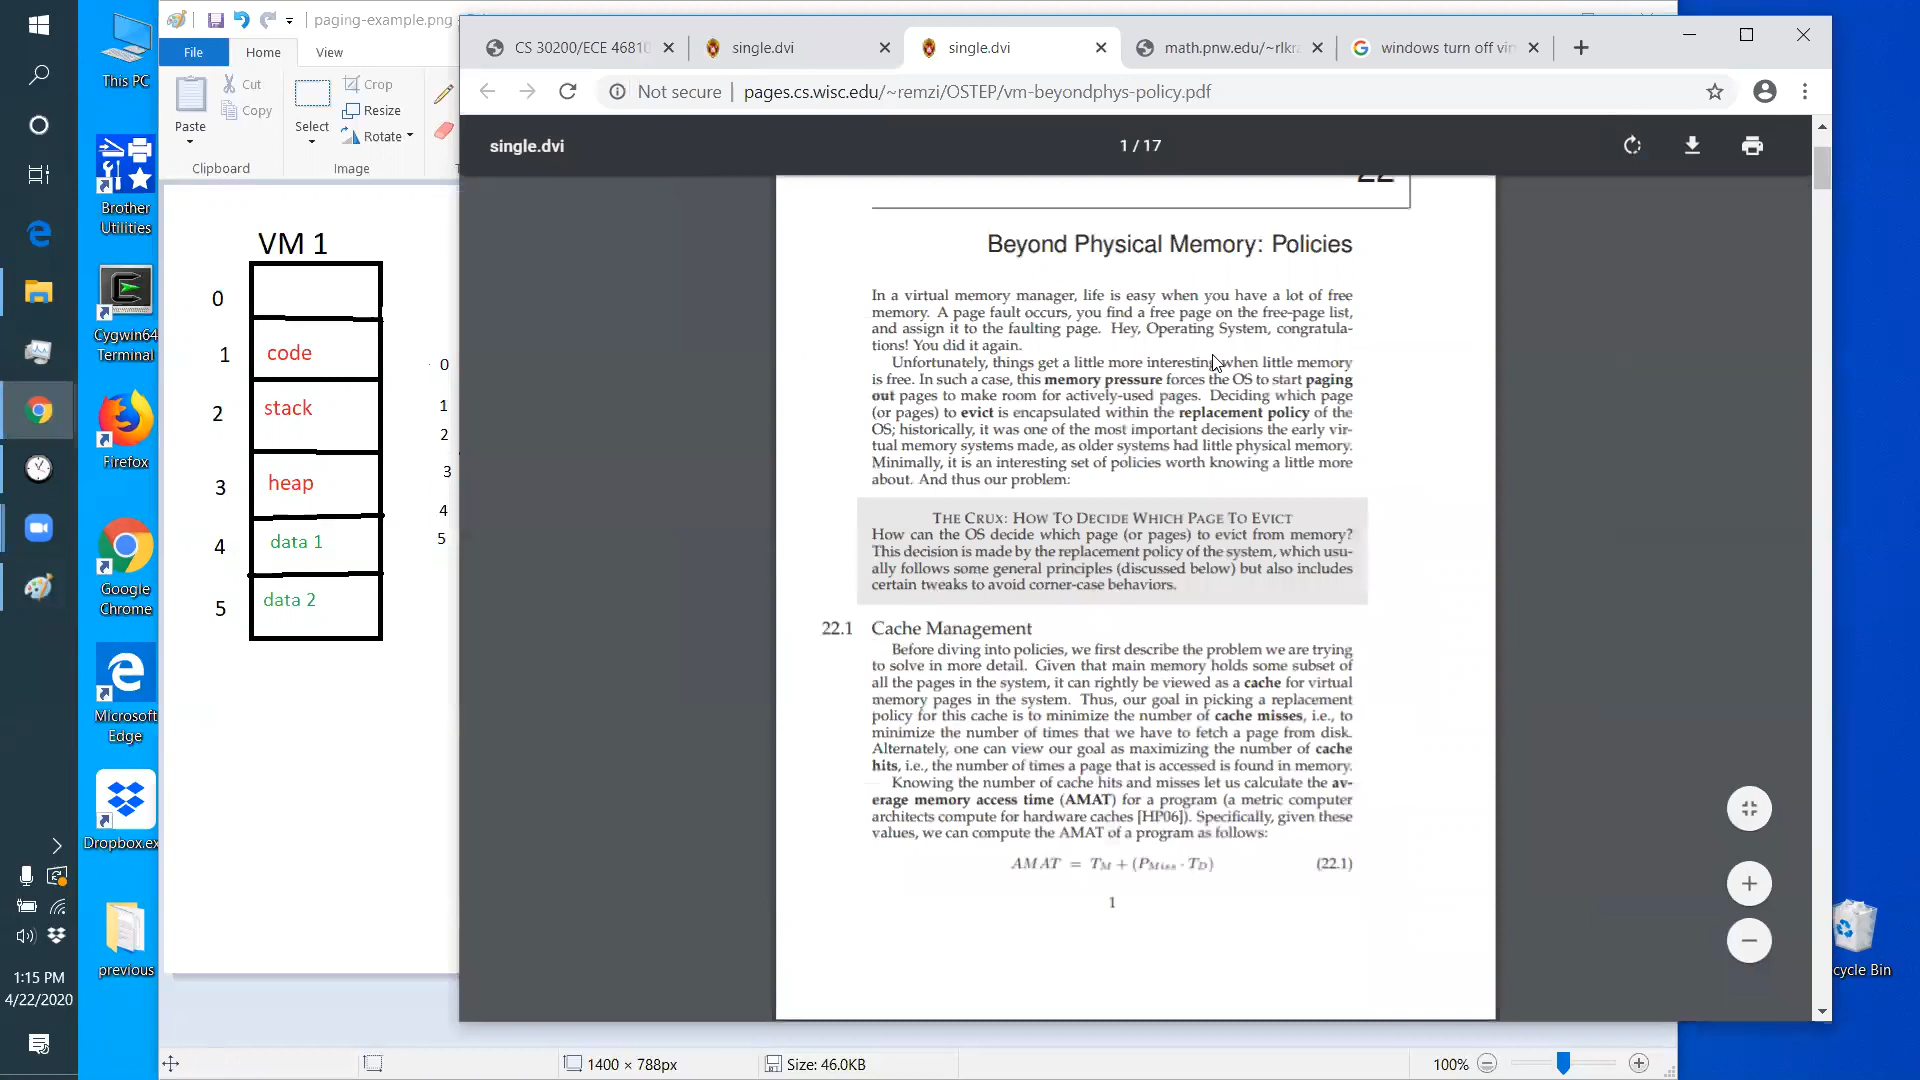 This PC
Brother
Utilities
Cygwin64
Terminal
Firefox
Google
Chrome
Microsoft
Edge
Dropbox.ex
previous
1:15 PM
4/22/2020
paging-example.png
File
Home
View
Paste
Cut
Copy
Clipboard
Select
Crop
Resize
Rotate
Image
VM 1
0
1
code
2
stack
3
heap
4
data 1
5
data 2
0
1
2
3
4
5
1400 × 788px
Size: 46.0KB
100%
CS 30200/ECE 46810
single.dvi
single.dvi
math.pnw.edu/~rlkra
windows turn off vir
Not secure
pages.cs.wisc.edu/~remzi/OSTEP/vm-beyondphys-policy.pdf
single.dvi
1 / 17
22
Beyond Physical Memory: Policies
In a virtual memory manager, life is easy when you have a lot of free
memory. A page fault occurs, you find a free page on the free-page list,
and assign it to the faulting page. Hey, Operating System, congratula-
tions! You did it again.
Unfortunately, things get a little more interesting when little memory
is free. In such a case, this memory pressure forces the OS to start paging
out pages to make room for actively-used pages. Deciding which page
(or pages) to evict is encapsulated within the replacement policy of the
OS; historically, it was one of the most important decisions the early vir-
tual memory systems made, as older systems had little physical memory.
Minimally, it is an interesting set of policies worth knowing a little more
about. And thus our problem:
THE CRUX: HOW TO DECIDE WHICH PAGE TO EVICT
How can the OS decide which page (or pages) to evict from memory?
This decision is made by the replacement policy of the system, which usu-
ally follows some general principles (discussed below) but also includes
certain tweaks to avoid corner-case behaviors.
22.1 Cache Management
Before diving into policies, we first describe the problem we are trying
to solve in more detail. Given that main memory holds some subset of
all the pages in the system, it can rightly be viewed as a cache for virtual
memory pages in the system. Thus, our goal in picking a replacement
policy for this cache is to minimize the number of cache misses, i.e., to
minimize the number of times that we have to fetch a page from disk.
Alternately, one can view our goal as maximizing the number of cache
hits, i.e., the number of times a page that is accessed is found in memory.
Knowing the number of cache hits and misses let us calculate the av-
erage memory access time (AMAT) for a program (a metric computer
architects compute for hardware caches [HP06]). Specifically, given these
values, we can compute the AMAT of a program as follows:
AMAT = TM + (PMiss · TD) (22.1)
1
cycle Bin